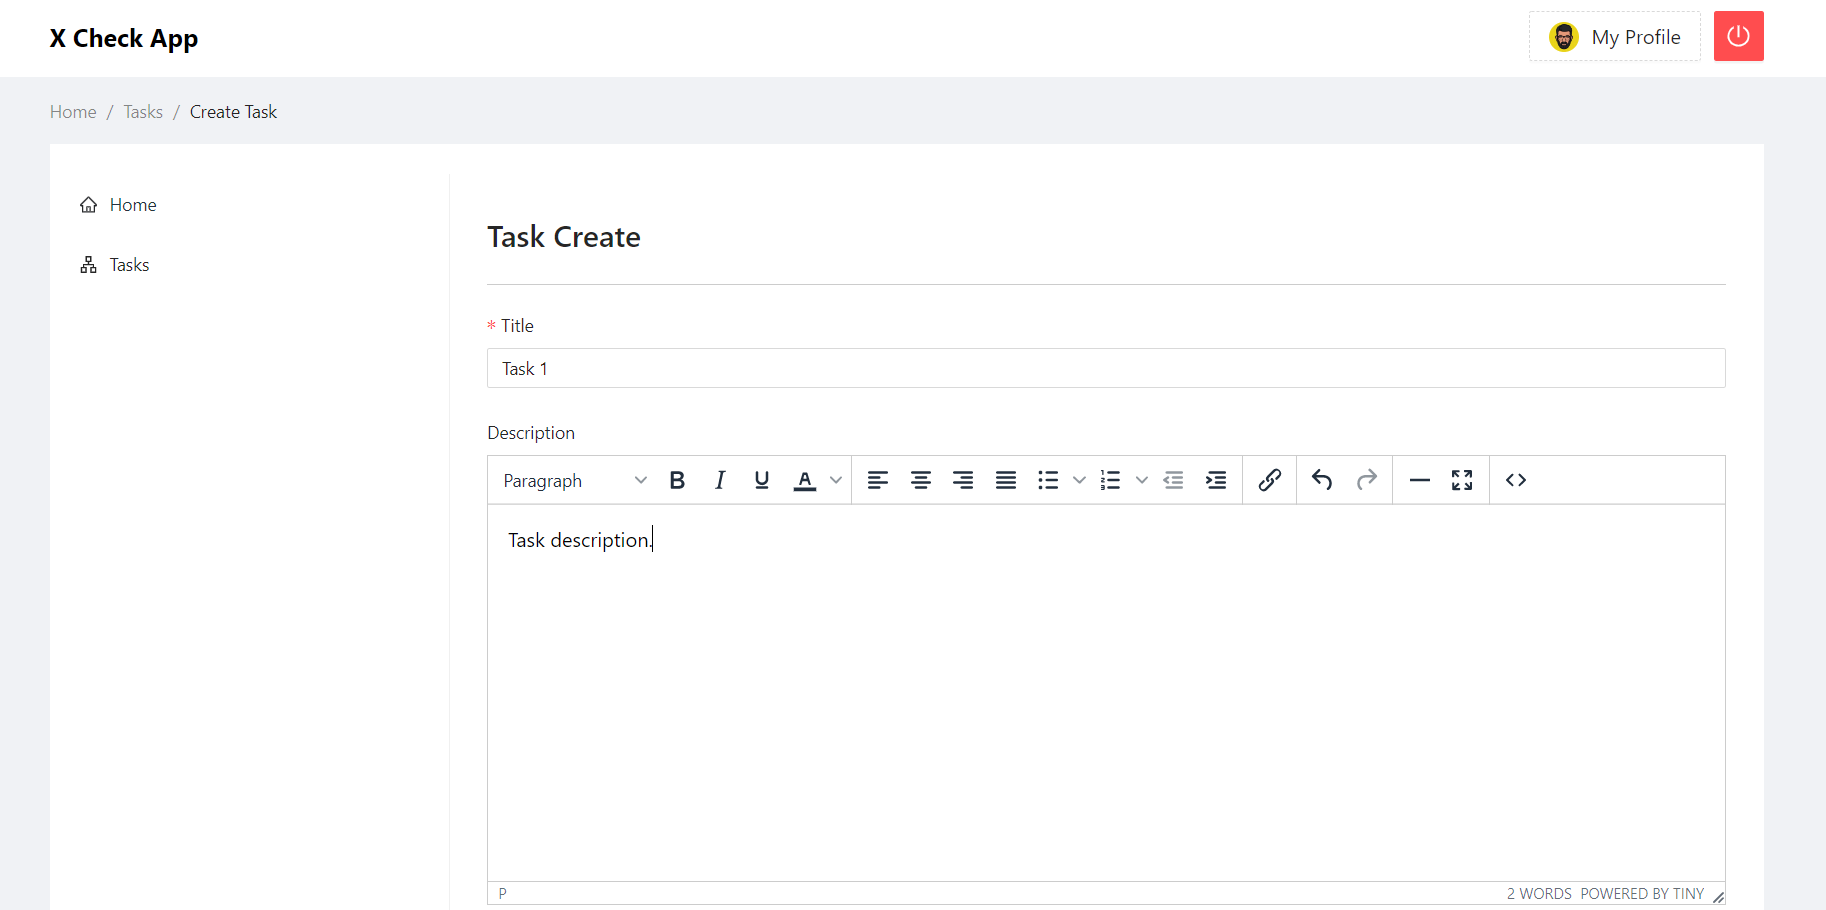 X Check App
My Profile
Home / Tasks / Create Task
Home
Tasks
Task Create
* Title
Task 1
Description
Paragraph
Task description.
P
2 WORDS POWERED BY TINY